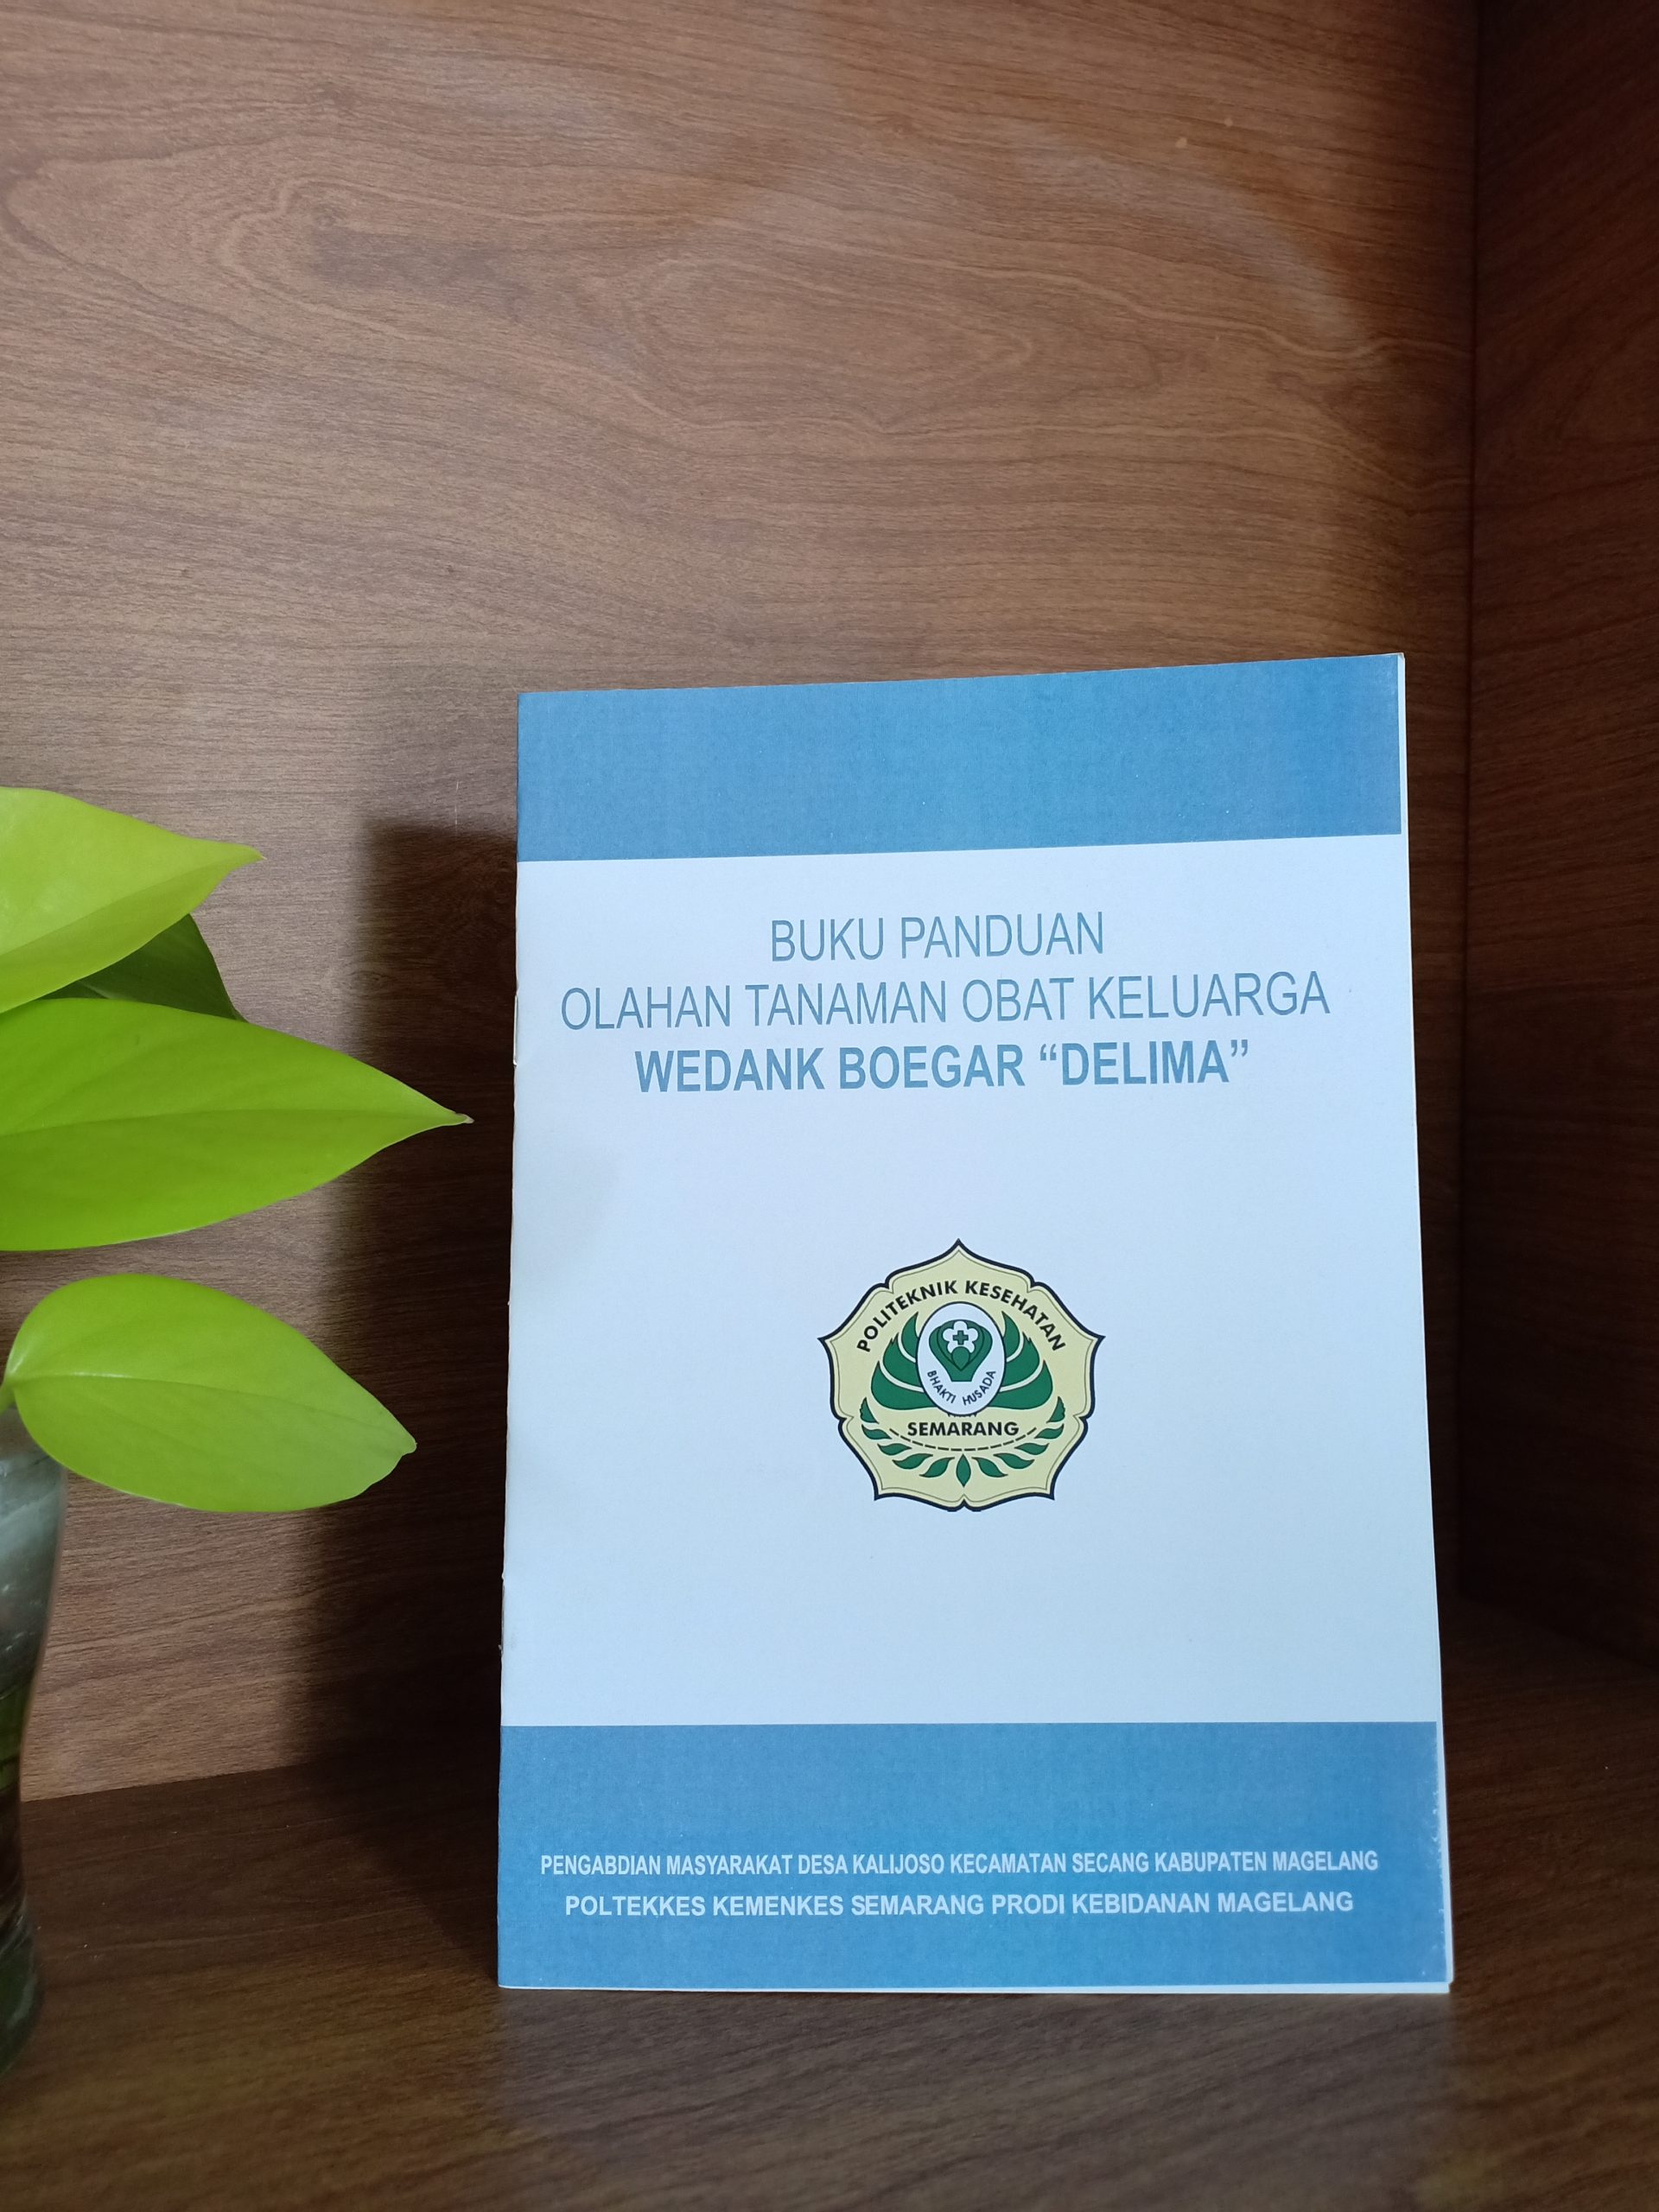 BUKU PANDUAN
OLAHAN TANAMAN OBAT KELUARGA
WEDANK BOEGAR “DELIMA”
POLITEKNIK KESEHATAN
BHAKTI HUSADA
SEMARANG
PENGABDIAN MASYARAKAT DESA KALIJOSO KECAMATAN SECANG KABUPATEN MAGELANG
POLTEKKES KEMENKES SEMARANG PRODI KEBIDANAN MAGELANG